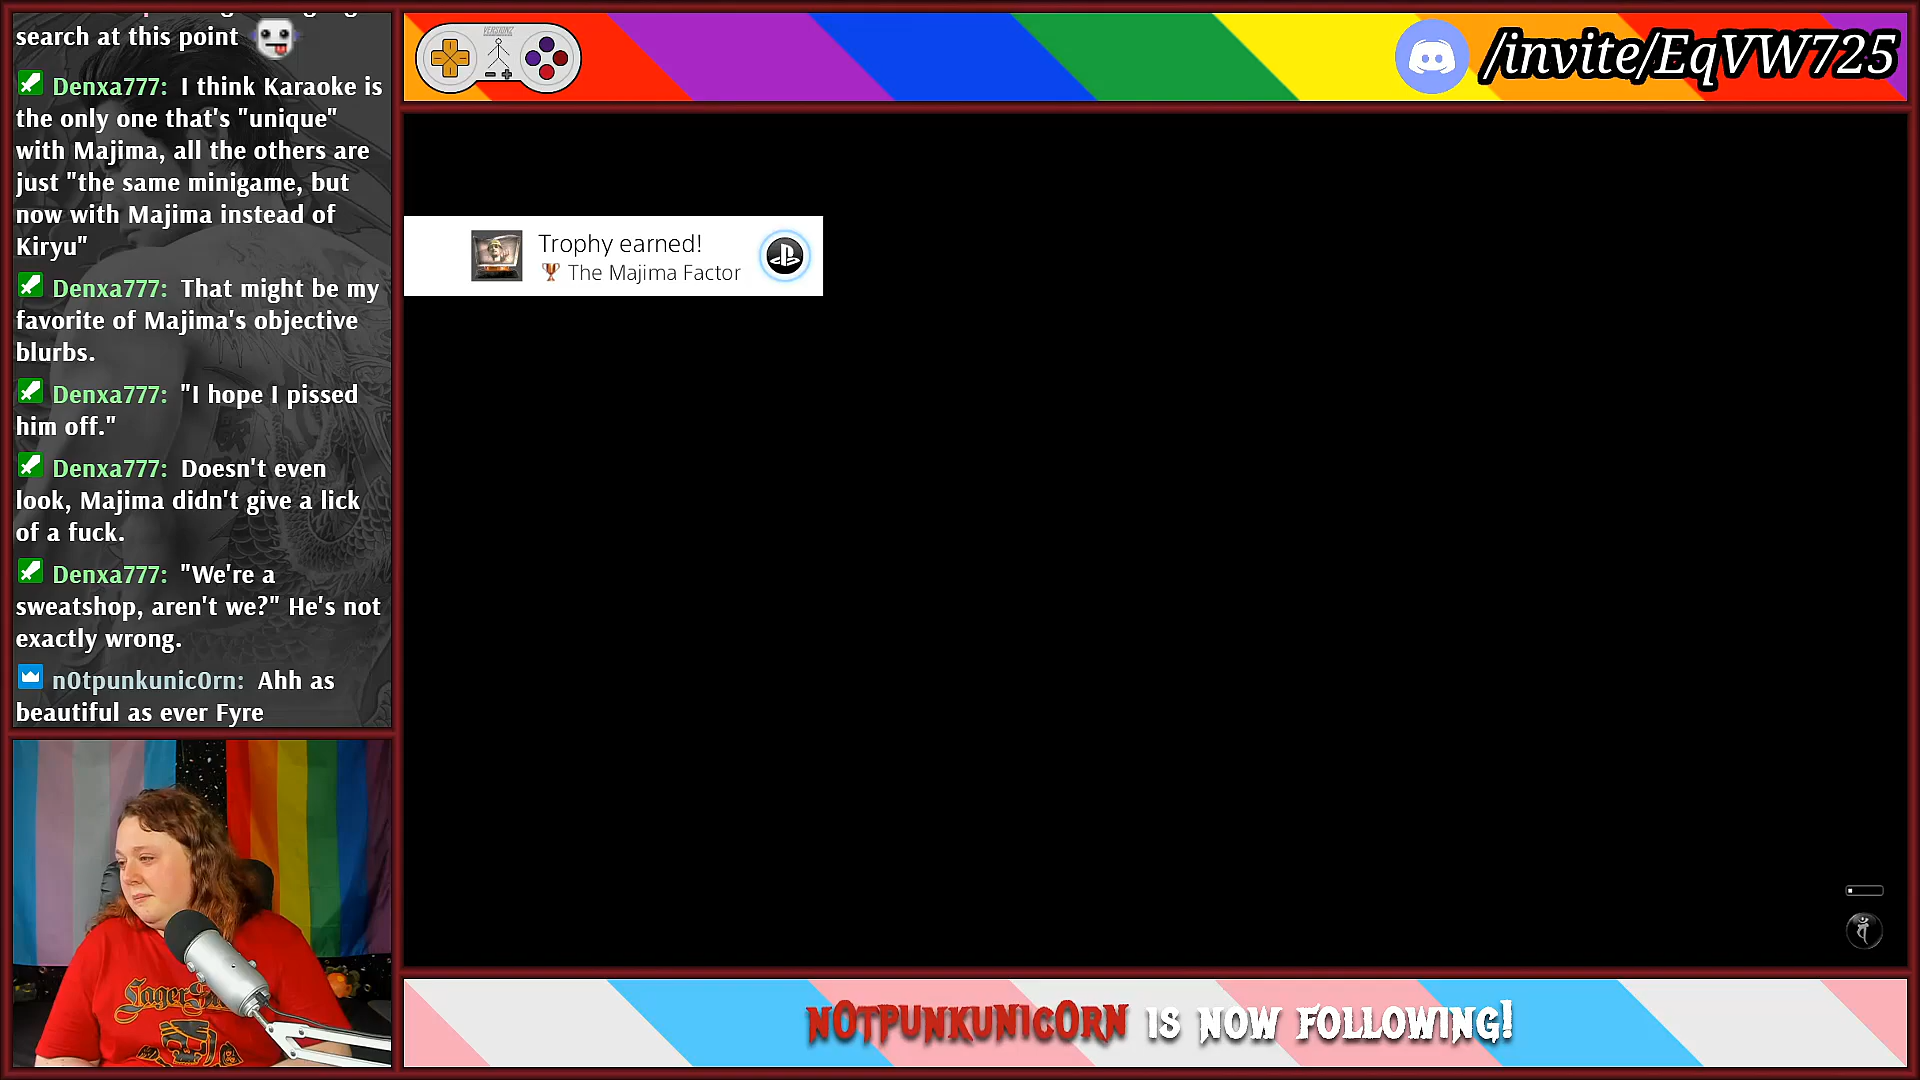 search at this point
Denxa777: I think Karaoke is
the only one that's "unique"
with Majima, all the others are
just "the same minigame, but
now with Majima instead of
Kiryu"
Denxa777: That might be my
favorite of Majima's objective
blurbs.
Denxa777: "I hope I pissed
him off."
Denxa777: Doesn't even
look, Majima didn't give a lick
of a fuck.
Denxa777: "We're a
sweatshop, aren't we?" He's not
exactly wrong.
n0tpunkunic0rn: Ahh as
beautiful as ever Fyre
VERSIONZ
/invite/EqVW725
Trophy earned!
The Majima Factor
n0tpunkunic0rn is now following!